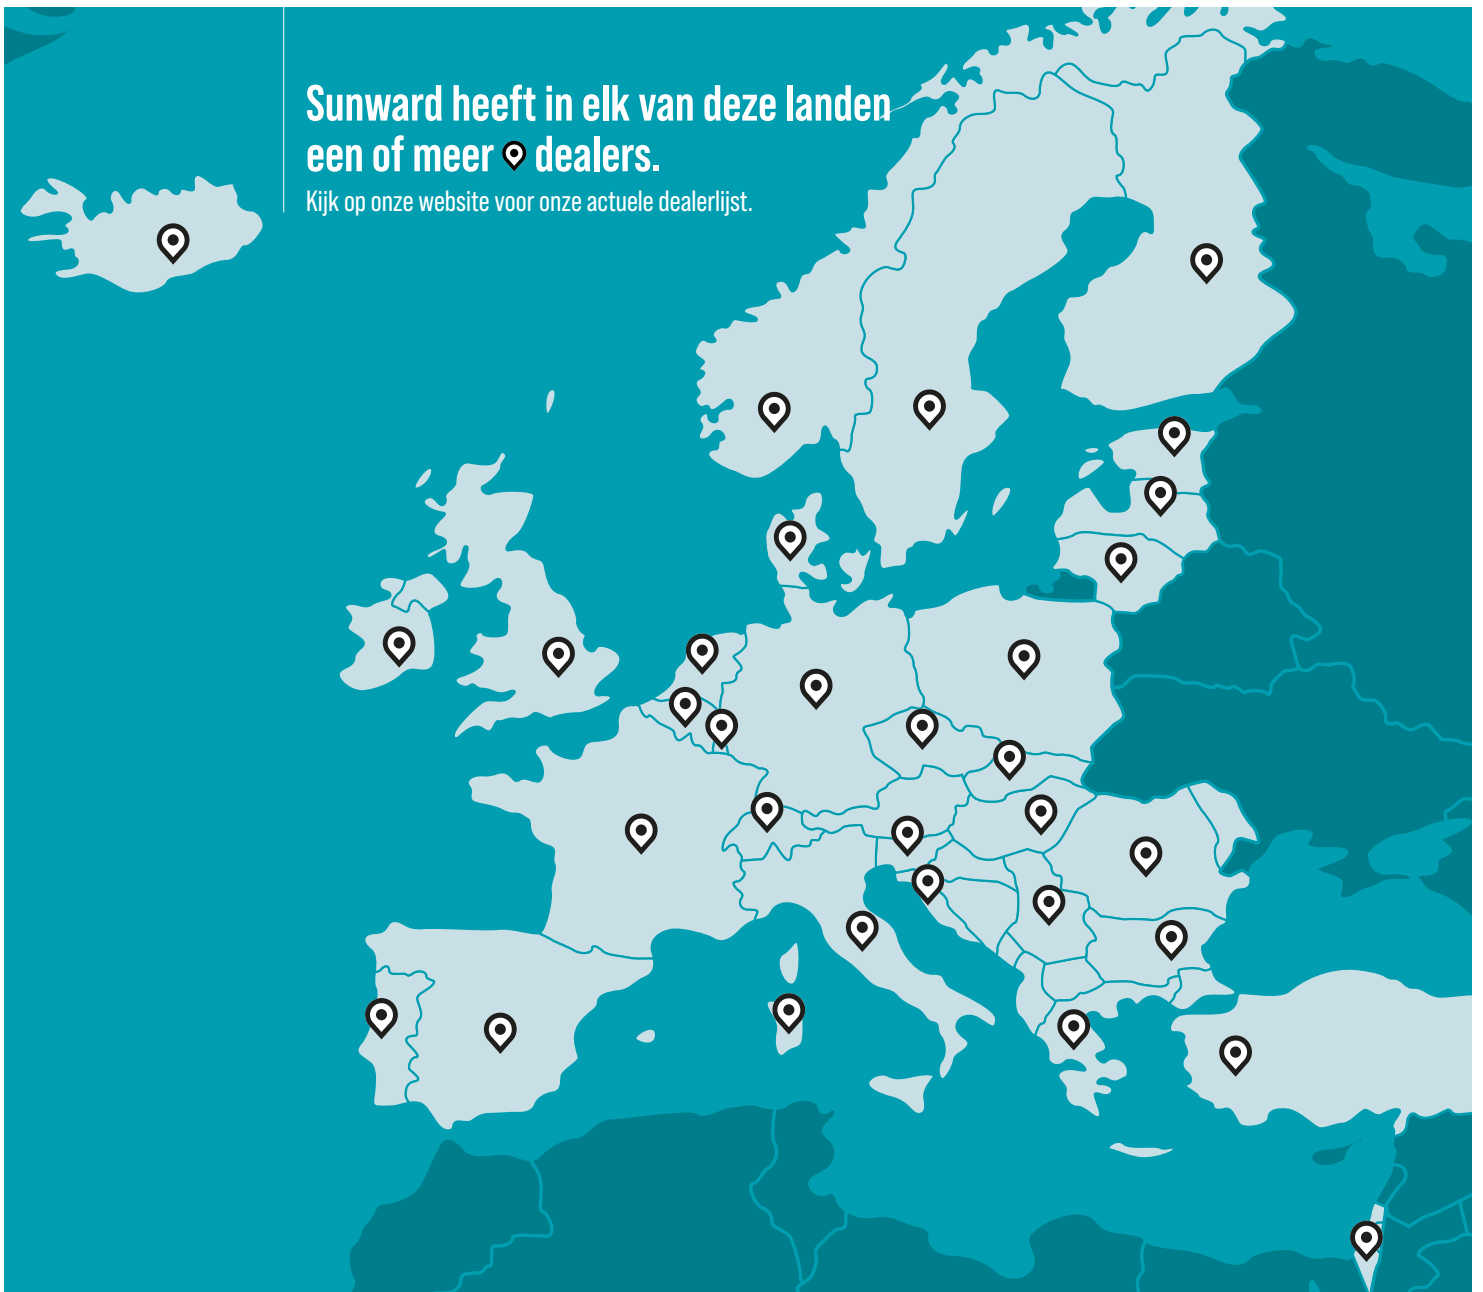 Sunward heeft in elk van deze landen
een of meer dealers.
Kijk op onze website voor onze actuele dealerlijst.